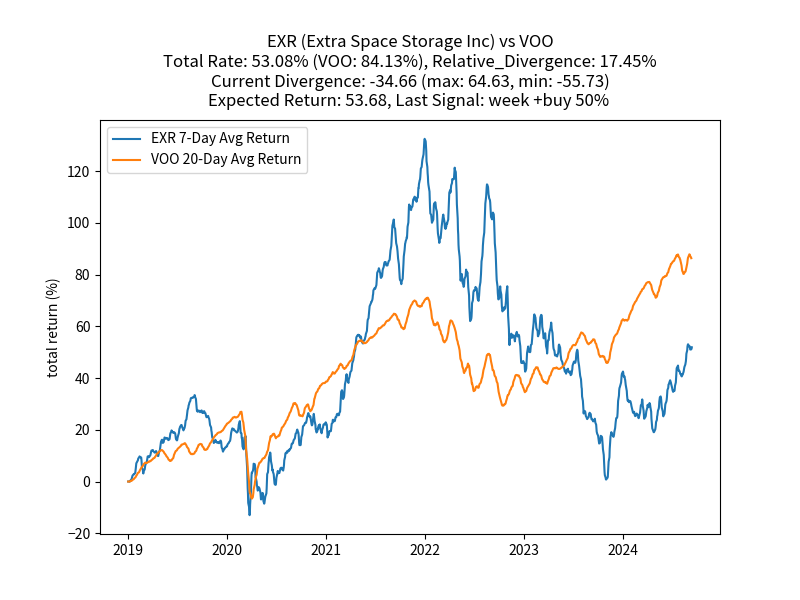 EXR (Extra Space Storage Inc) vs VOO
Total Rate: 53.08% (VOO: 84.13%), Relative_Divergence: 17.45%
Current Divergence: -34.66 (max: 64.63, min: -55.73)
Expected Return: 53.68, Last Signal: week +buy 50%
EXR 7-Day Avg Return
VOO 20-Day Avg Return
total return (%)
120
100
80
60
40
20
0
−20
2019 2020 2021 2022 2023 2024